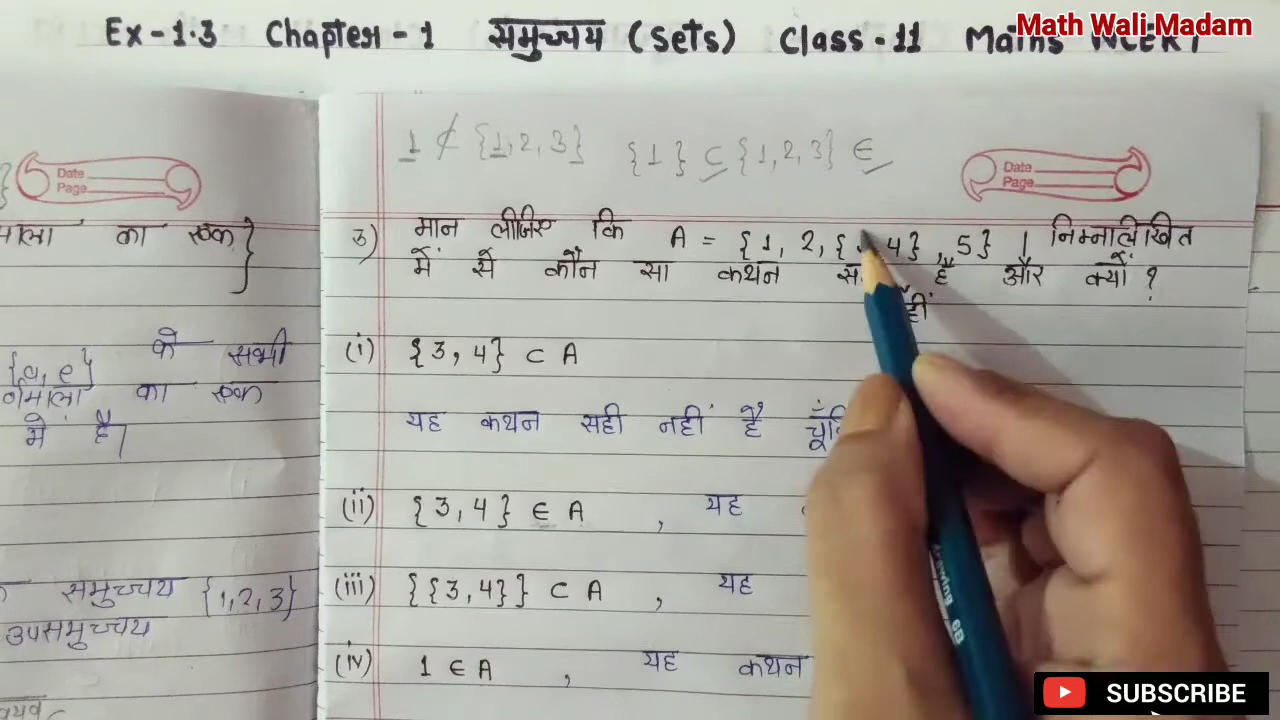 Ex-1.3 Chapter-1 समुच्चय (Sets) Class-11 Maths NCERT
Math Wali Madam
1 ⊄ {1,2,3} {1} ⊂ {1,2,3} ∈
Date
Page
Date
Page
का एक }
3) मान लीजिए कि A = {1, 2, { 4}, 5} | निम्नलिखित
में से कौन सा कथन है और क्यों ?
(i) {3, 4} ⊂ A
{a, e} के सभी
का एक
में है|
यह कथन सही नहीं है
(ii) {3, 4} ∈ A , यह
समुच्चय {1,2,3}
उपसमुच्चय
(iii) {{3, 4}} ⊂ A , यह
(iv) 1 ∈ A , यह कथन
SUBSCRIBE